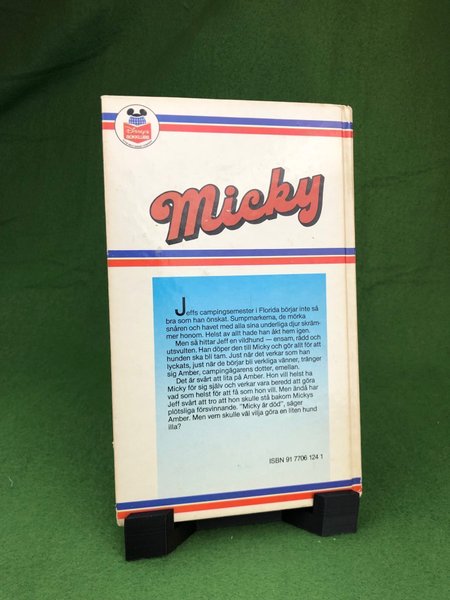 Disney's
BOKKLUBB
Micky
Jeffs campingsemester i Florida börjar inte så
bra som han önskat. Sumpmarkerna, de mörka
snåren och havet med alla sina underliga djur skräm-
mer honom. Helst av allt hade han åkt hem igen.
Men så hittar Jeff en vildhund — ensam, rädd och
utsvulten. Han döper den till Micky och gör allt för att
hunden ska bli tam. Just när det verkar som han
lyckats, just när de börjar bli verkliga vänner, tränger
sig Amber, campingägarens dotter, emellan.
Det är svårt att lita på Amber. Hon vill helst ha
Micky för sig själv och verkar vara beredd att göra
vad som helst för att få som hon vill. Men ändå har
Jeff svårt att tro att hon skulle stå bakom Mickys
plötsliga försvinnande. "Micky är död", säger
Amber. Men vem skulle väl vilja göra en liten hund
illa?
ISBN 91 7706 124 1